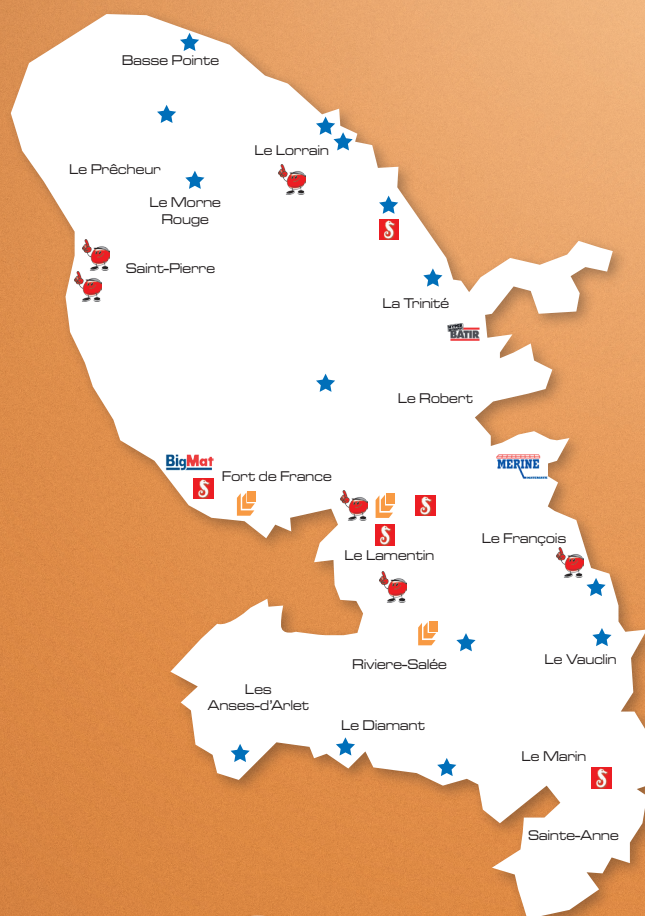 Basse Pointe
Le Lorrain
Le Prêcheur
Le Morne
Rouge
Saint-Pierre
La Trinité
HYPER
BATIR
Le Robert
BigMat
MERINE
Fort de France
Le François
Le Lamentin
Riviere-Salée
Le Vauclin
Les
Anses-d'Arlet
Le Diamant
Le Marin
Sainte-Anne